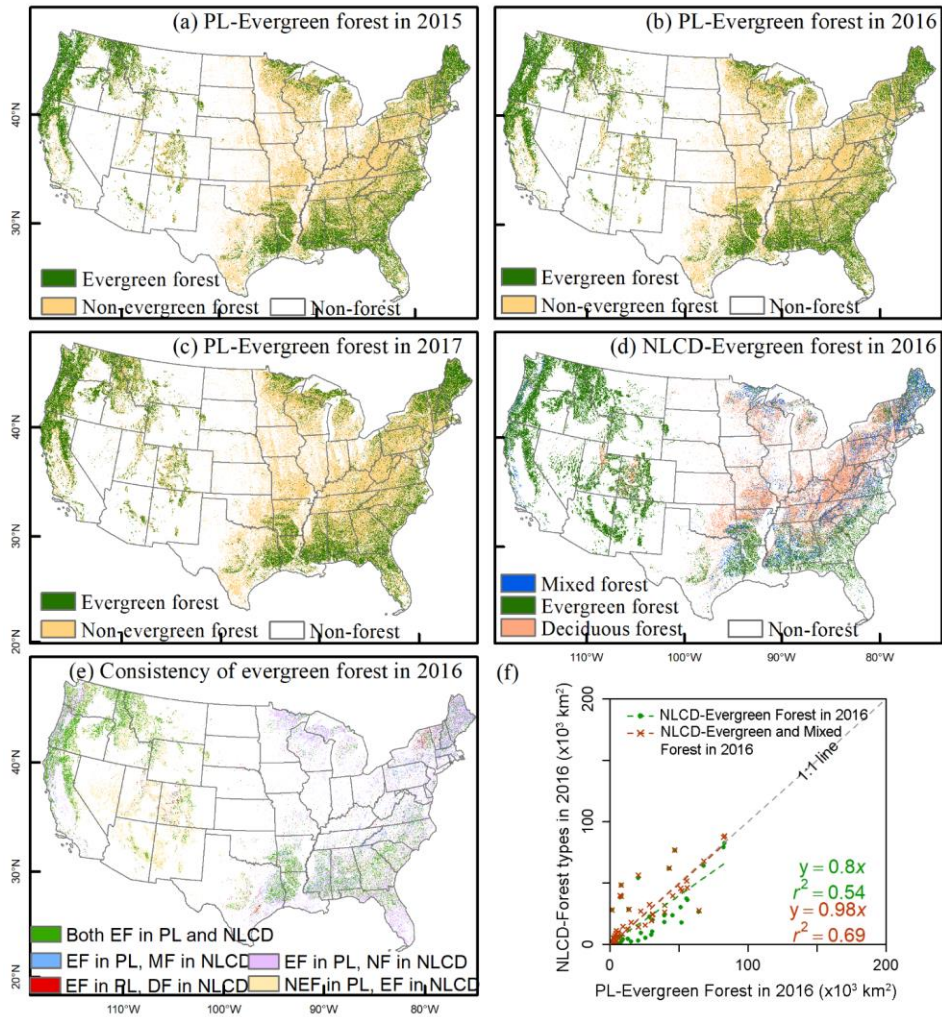 (a) PL-Evergreen forest in 2015
40°N
30°N
20°N
Evergreen forest
Non-evergreen forest
Non-forest
(b) PL-Evergreen forest in 2016
Evergreen forest
Non-evergreen forest
Non-forest
(c) PL-Evergreen forest in 2017
40°N
30°N
20°N
Evergreen forest
Non-evergreen forest
Non-forest
(d) NLCD-Evergreen forest in 2016
Mixed forest
Evergreen forest
Deciduous forest
Non-forest
110°W 100°W 90°W 80°W
(e) Consistency of evergreen forest in 2016
40°N
30°N
20°N
Both EF in PL and NLCD
EF in PL, MF in NLCD
EF in PL, NF in NLCD
EF in PL, DF in NLCD
NEF in PL, EF in NLCD
110°W 100°W 90°W 80°W
(f)
NLCD-Forest types in 2016 (x10³ km²)
200
100
0
NLCD-Evergreen Forest in 2016
NLCD-Evergreen and Mixed
Forest in 2016
1:1 line
y = 0.8x
r² = 0.54
y = 0.98x
r² = 0.69
0 100 200
PL-Evergreen Forest in 2016 (x10³ km²)